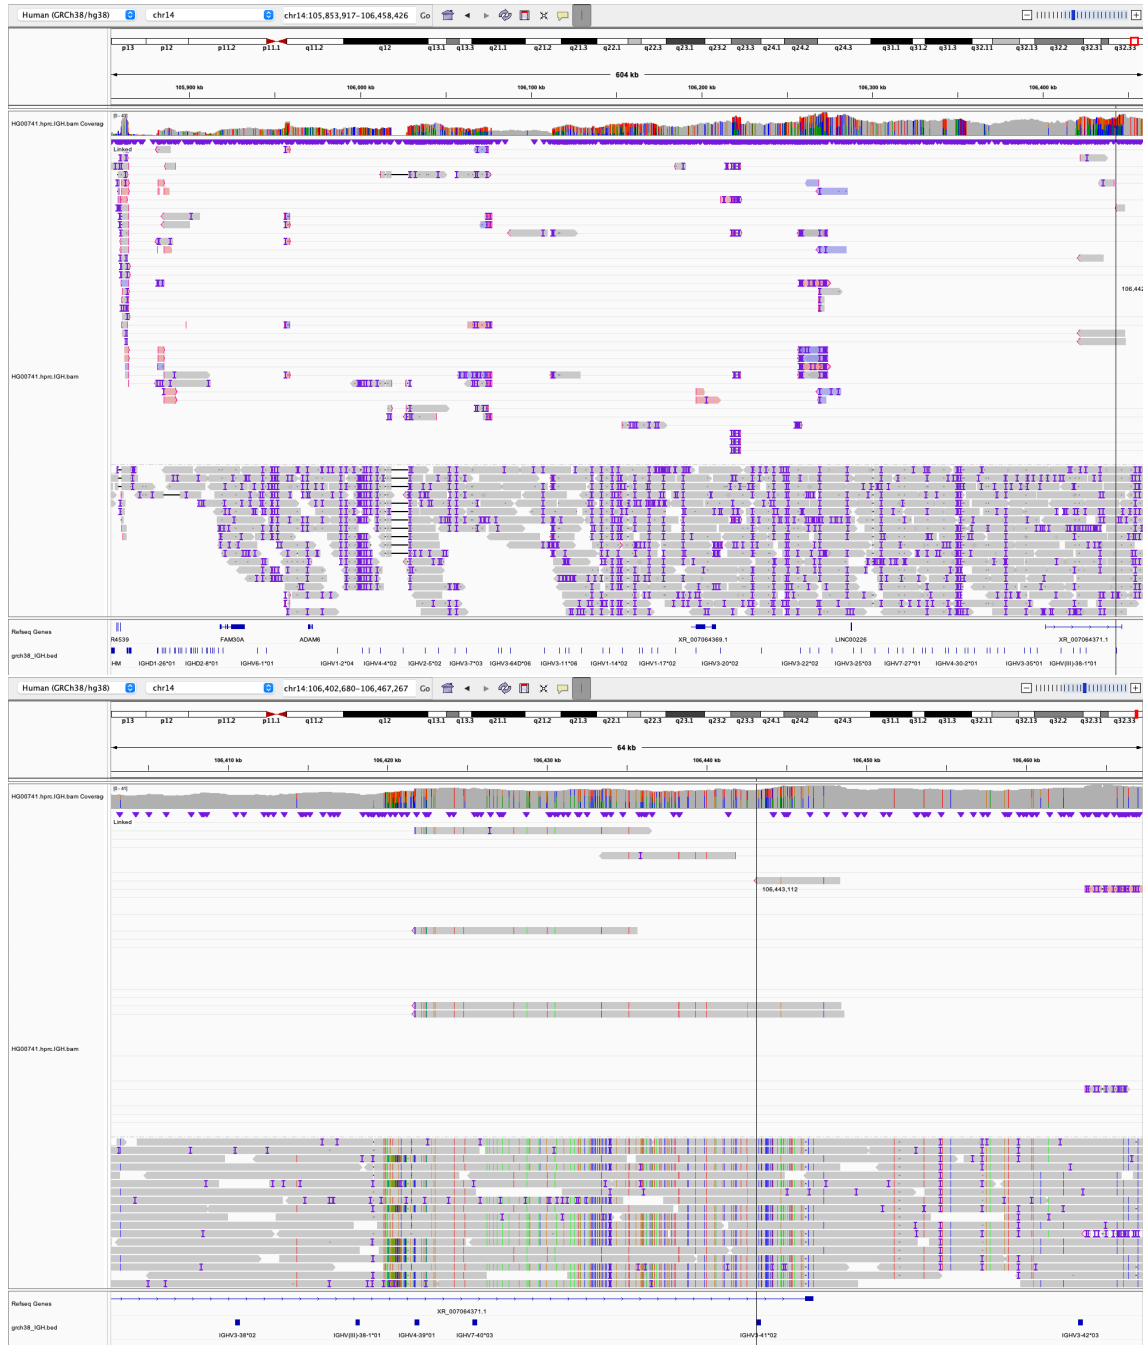 Human (GRCh38/hg38) chr14 chr14:105,853,917-106,458,426 Go
p13 p12 p11.2 p11.1 q11.2 q12 q13.1 q13.3 q21.1 q21.2 q21.3 q22.1 q22.3 q23.1 q23.2 q23.3 q24.1 q24.2 q24.3 q31.1 q31.2 q31.3 q32.11 q32.13 q32.2 q32.31 q32.33
604 kb
105,900 kb 106,000 kb 106,100 kb 106,200 kb 106,300 kb 106,400 kb
HG00741.hprc.IGH.bam Coverag
Linked
106,442
HG00741.hprc.IGH.bam
Refseq Genes
R4539 FAM30A ADAM6 XR_007064369.1 LINC00226 XR_007064371.1
grch38_IGH.bed
HM IGHD1-26*01 IGHD2-8*01 IGHV6-1*01 IGHV1-2*04 IGHV4-4*02 IGHV2-5*02 IGHV3-7*03 IGHV3-64D*06 IGHV3-11*06 IGHV1-14*02 IGHV1-17*02 IGHV3-20*02 IGHV3-22*02 IGHV3-25*03 IGHV7-27*01 IGHV4-30-2*01 IGHV3-35*01 IGHV(III)-38-1*01
Human (GRCh38/hg38) chr14 chr14:106,402,680-106,467,267 Go
p13 p12 p11.2 p11.1 q11.2 q12 q13.1 q13.3 q21.1 q21.2 q21.3 q22.1 q22.3 q23.1 q23.2 q23.3 q24.1 q24.2 q24.3 q31.1 q31.2 q31.3 q32.11 q32.13 q32.2 q32.31 q32.33
64 kb
106,410 kb 106,420 kb 106,430 kb 106,440 kb 106,450 kb 106,460 kb
HG00741.hprc.IGH.bam Coverag
[0 - 41]
Linked
106,443,112
HG00741.hprc.IGH.bam
Refseq Genes
XR_007064371.1
grch38_IGH.bed
IGHV3-38*02 IGHV(III)-38-1*01 IGHV4-39*01 IGHV7-40*03 IGHV3-41*02 IGHV3-42*03